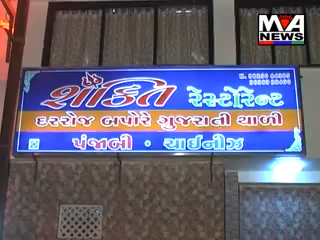 MVA
NEWS
શક્તિ રેસ્ટોરેન્ટ
દરરોજ બપોરે ગુજરાતી થાળી
પંજાબી · ચાઈનીઝ